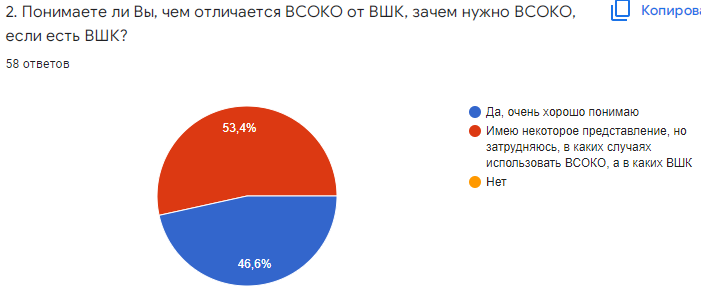 2. Понимаете ли Вы, чем отличается ВСОКО от ВШК, зачем нужно ВСОКО,
если есть ВШК?
Копирова
58 ответов
53,4%
46,6%
Да, очень хорошо понимаю
Имею некоторое представление, но
затрудняюсь, в каких случаях
использовать ВСОКО, а в каких ВШК
Нет